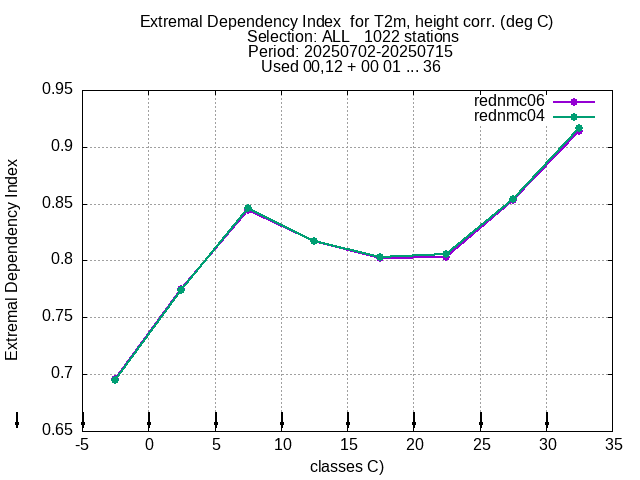 Extremal Dependency Index  for T2m, height corr. (deg C)
Selection: ALL   1022 stations
Period: 20250702-20250715
Used 00,12 + 00 01 ... 36
rednmc06
rednmc04
Extremal Dependency Index
0.95
0.9
0.85
0.8
0.75
0.7
0.65
-5 0 5 10 15 20 25 30 35
classes C)